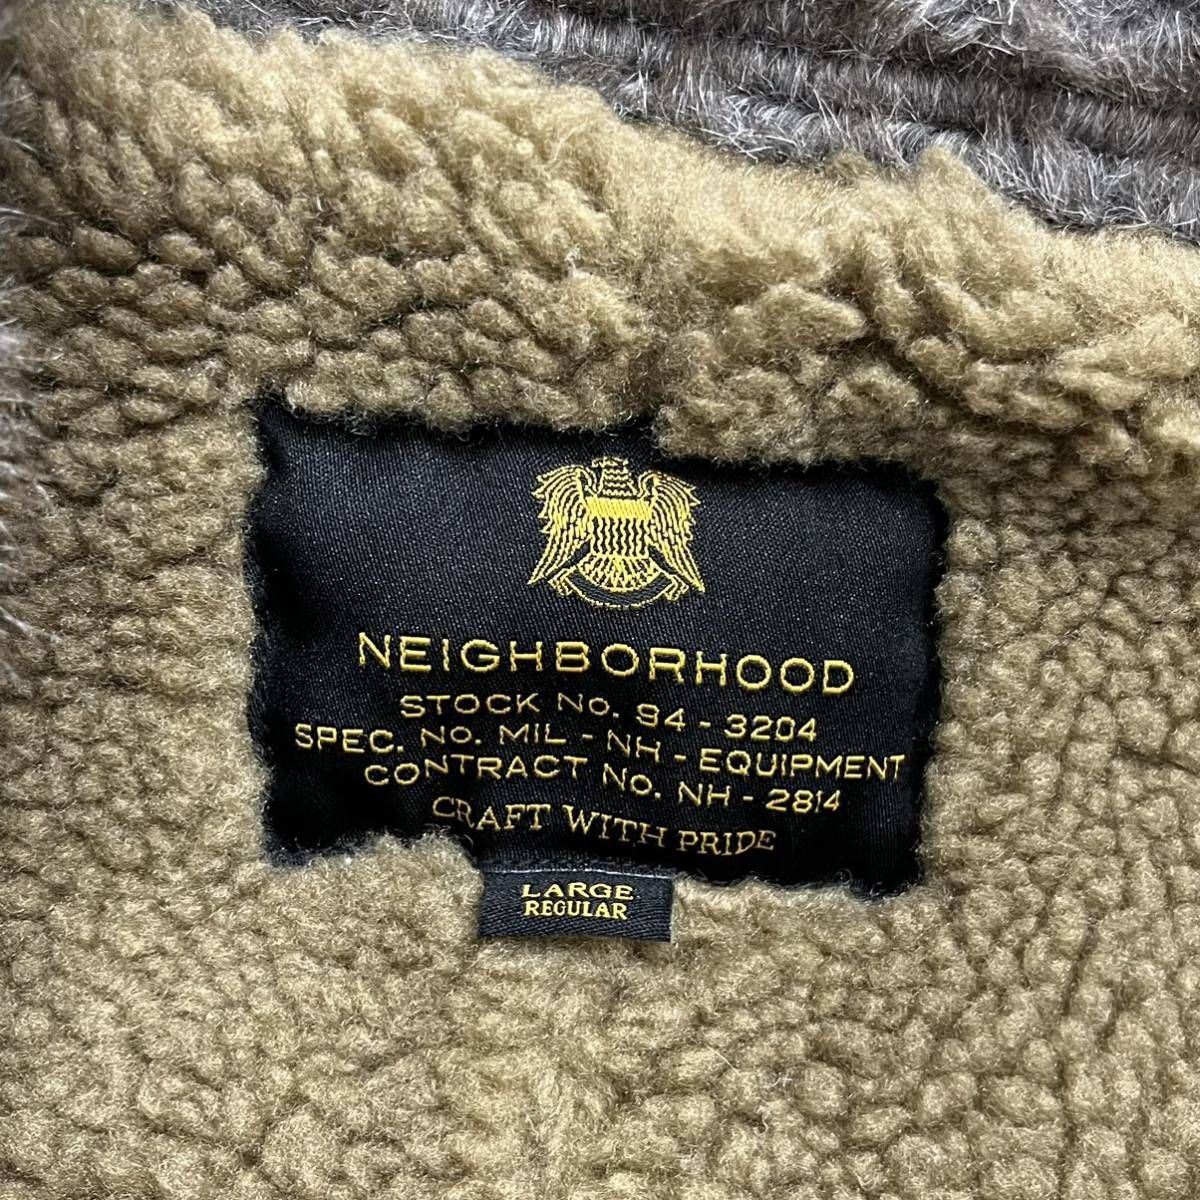 NEIGHBORHOOD
STOCK No. 94 - 3204
SPEC. No. MIL - NH - EQUIPMENT
CONTRACT No. NH - 2814
CRAFT WITH PRIDE
LARGE
REGULAR